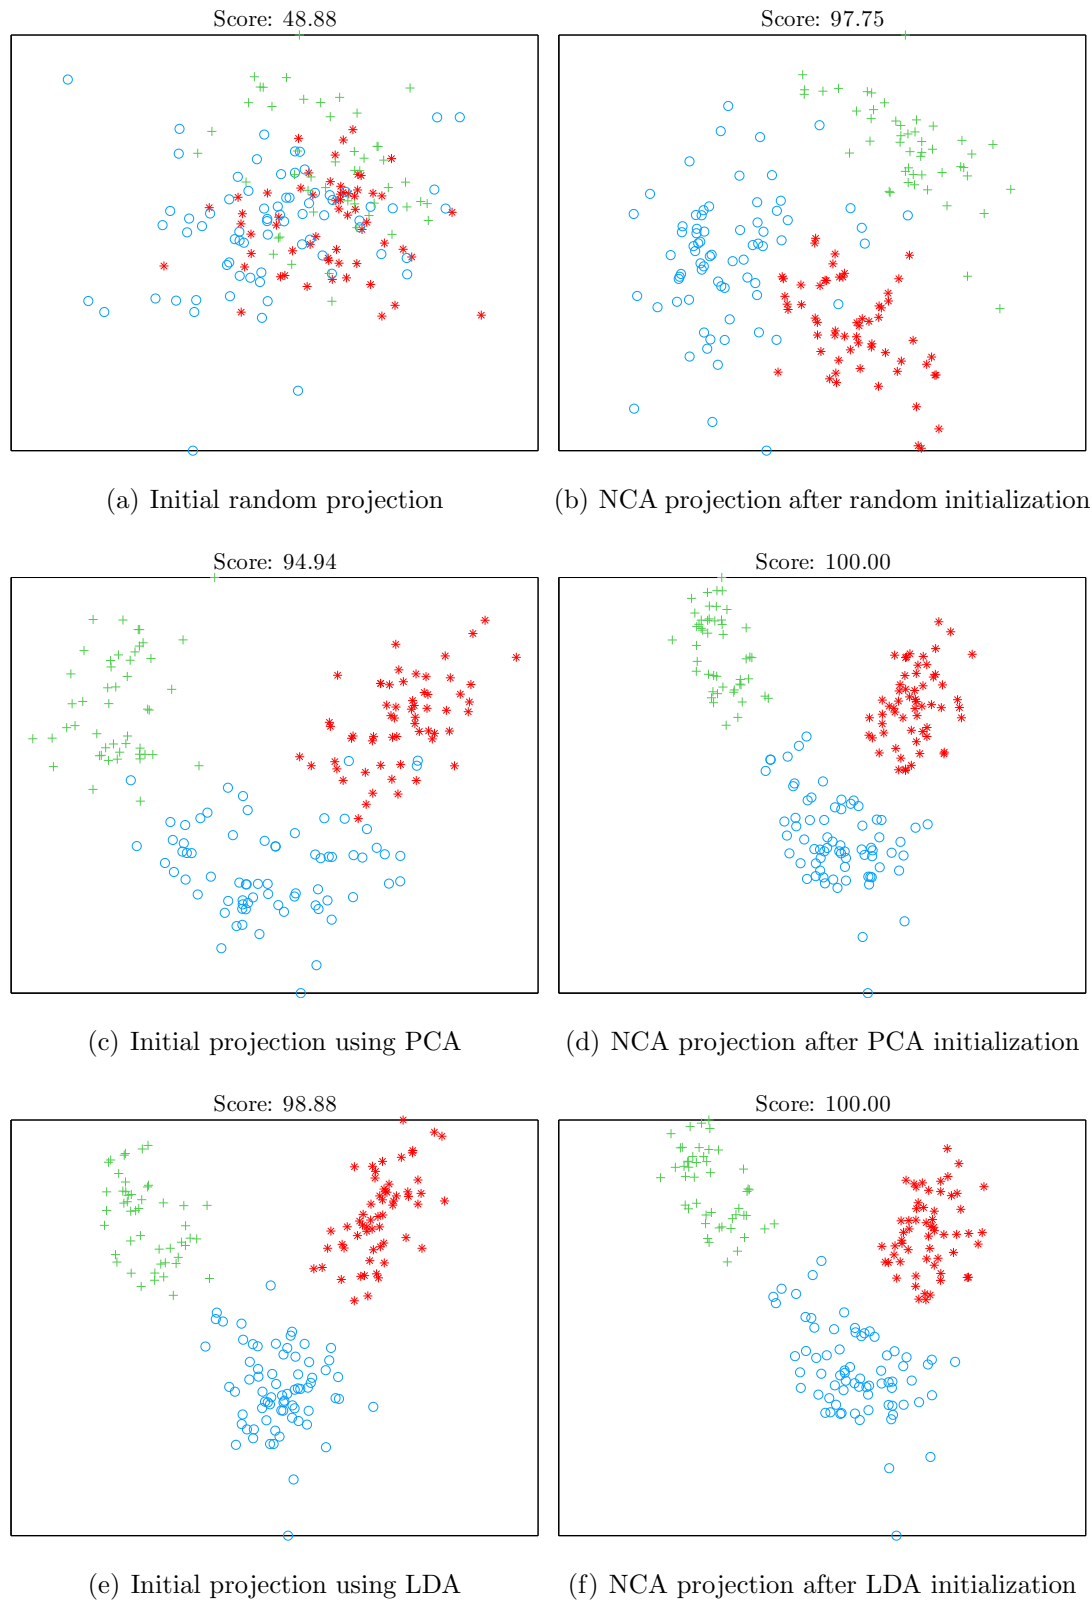 Score: 48.88
Score: 97.75
(a) Initial random projection
(b) NCA projection after random initialization
Score: 94.94
Score: 100.00
(c) Initial projection using PCA
(d) NCA projection after PCA initialization
Score: 98.88
Score: 100.00
(e) Initial projection using LDA
(f) NCA projection after LDA initialization